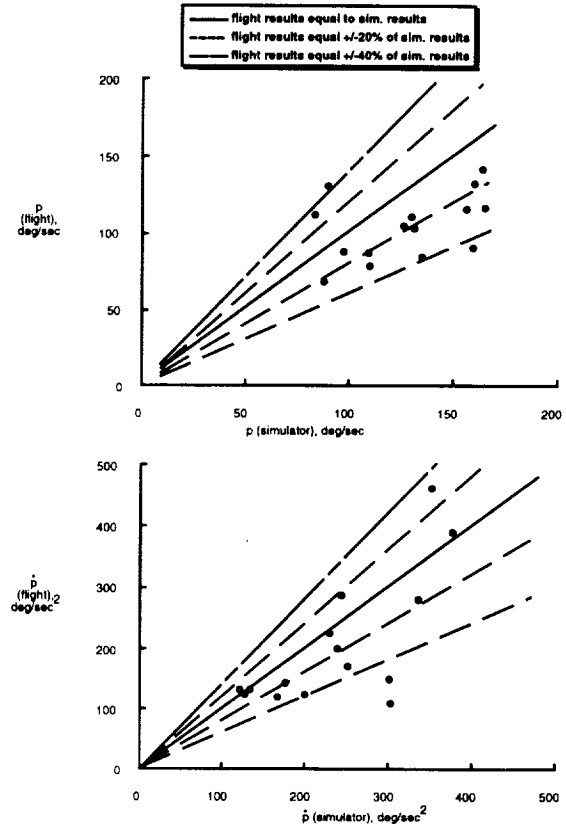 flight results equal to sim. results
flight results equal +/-20% of sim. results
flight results equal +/-40% of sim. results
200
150
p
(flight),
deg/sec
100
50
0
0 50 100 150 200
p (simulator), deg/sec
500
400
ṗ
(flight),
deg/sec.2
300
200
100
0
0 100 200 300 400 500
ṗ (simulator), deg/sec²